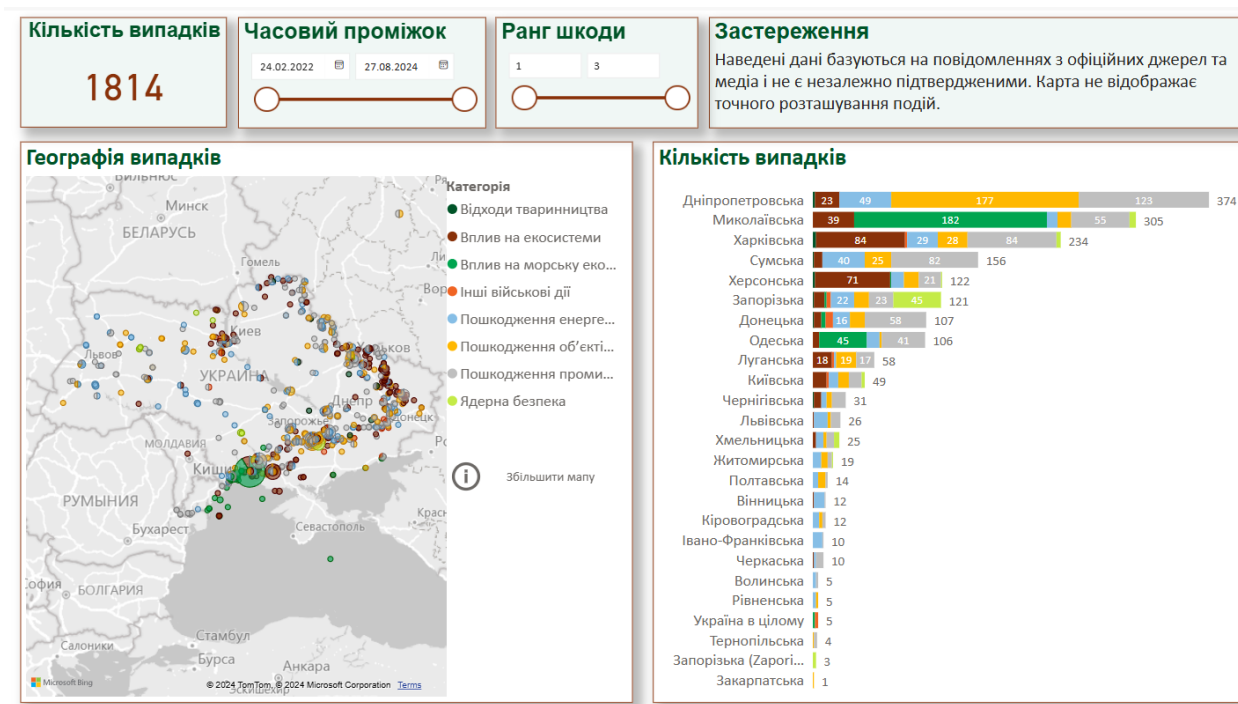 Кількість випадків
1814
Часовий проміжок
24.02.2022
27.08.2024
Ранг шкоди
1
3
Застереження
Наведені дані базуються на повідомленнях з офіційних джерел та
медіа і не є незалежно підтвердженими. Карта не відображає
точного розташування подій.
Географія випадків
Минск
БЕЛАРУСЬ
Гомель
Киев
Львов
УКРАИНА
Харьков
Днепр
Запорожье
Донецк
МОЛДАВИЯ
РУМЫНИЯ
Бухарест
Севастополь
БОЛГАРИЯ
Стамбул
Салоники
Бурса
Анкара
Эскишехир
Microsoft Bing
© 2024 TomTom, © 2024 Microsoft Corporation Terms
Категорія
Відходи тваринництва
Вплив на екосистеми
Вплив на морську еко...
Інші військові дії
Пошкодження енерге...
Пошкодження об’єкті...
Пошкодження проми...
Ядерна безпека
Збільшити мапу
Кількість випадків
Дніпропетровська 23 49 177 123 374
Миколаївська 39 182 55 305
Харківська 84 29 28 84 234
Сумська 40 25 82 156
Херсонська 71 21 122
Запорізька 22 23 45 121
Донецька 16 58 107
Одеська 45 41 106
Луганська 18 19 17 58
Київська 49
Чернігівська 31
Львівська 26
Хмельницька 25
Житомирська 19
Полтавська 14
Вінницька 12
Кіровоградська 12
Івано-Франківська 10
Черкаська 10
Волинська 5
Рівненська 5
Україна в цілому 5
Тернопільська 4
Запорізька (Zapori... 3
Закарпатська 1